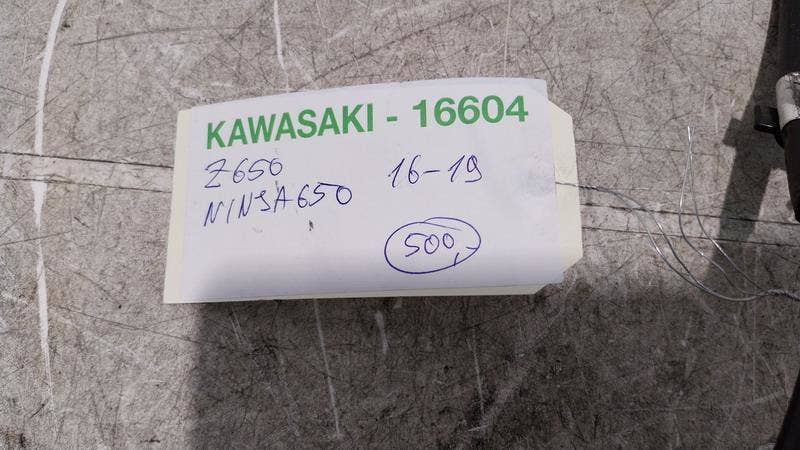 KAWASAKI - 16604
Z650 16-19
NINJA650
500,-